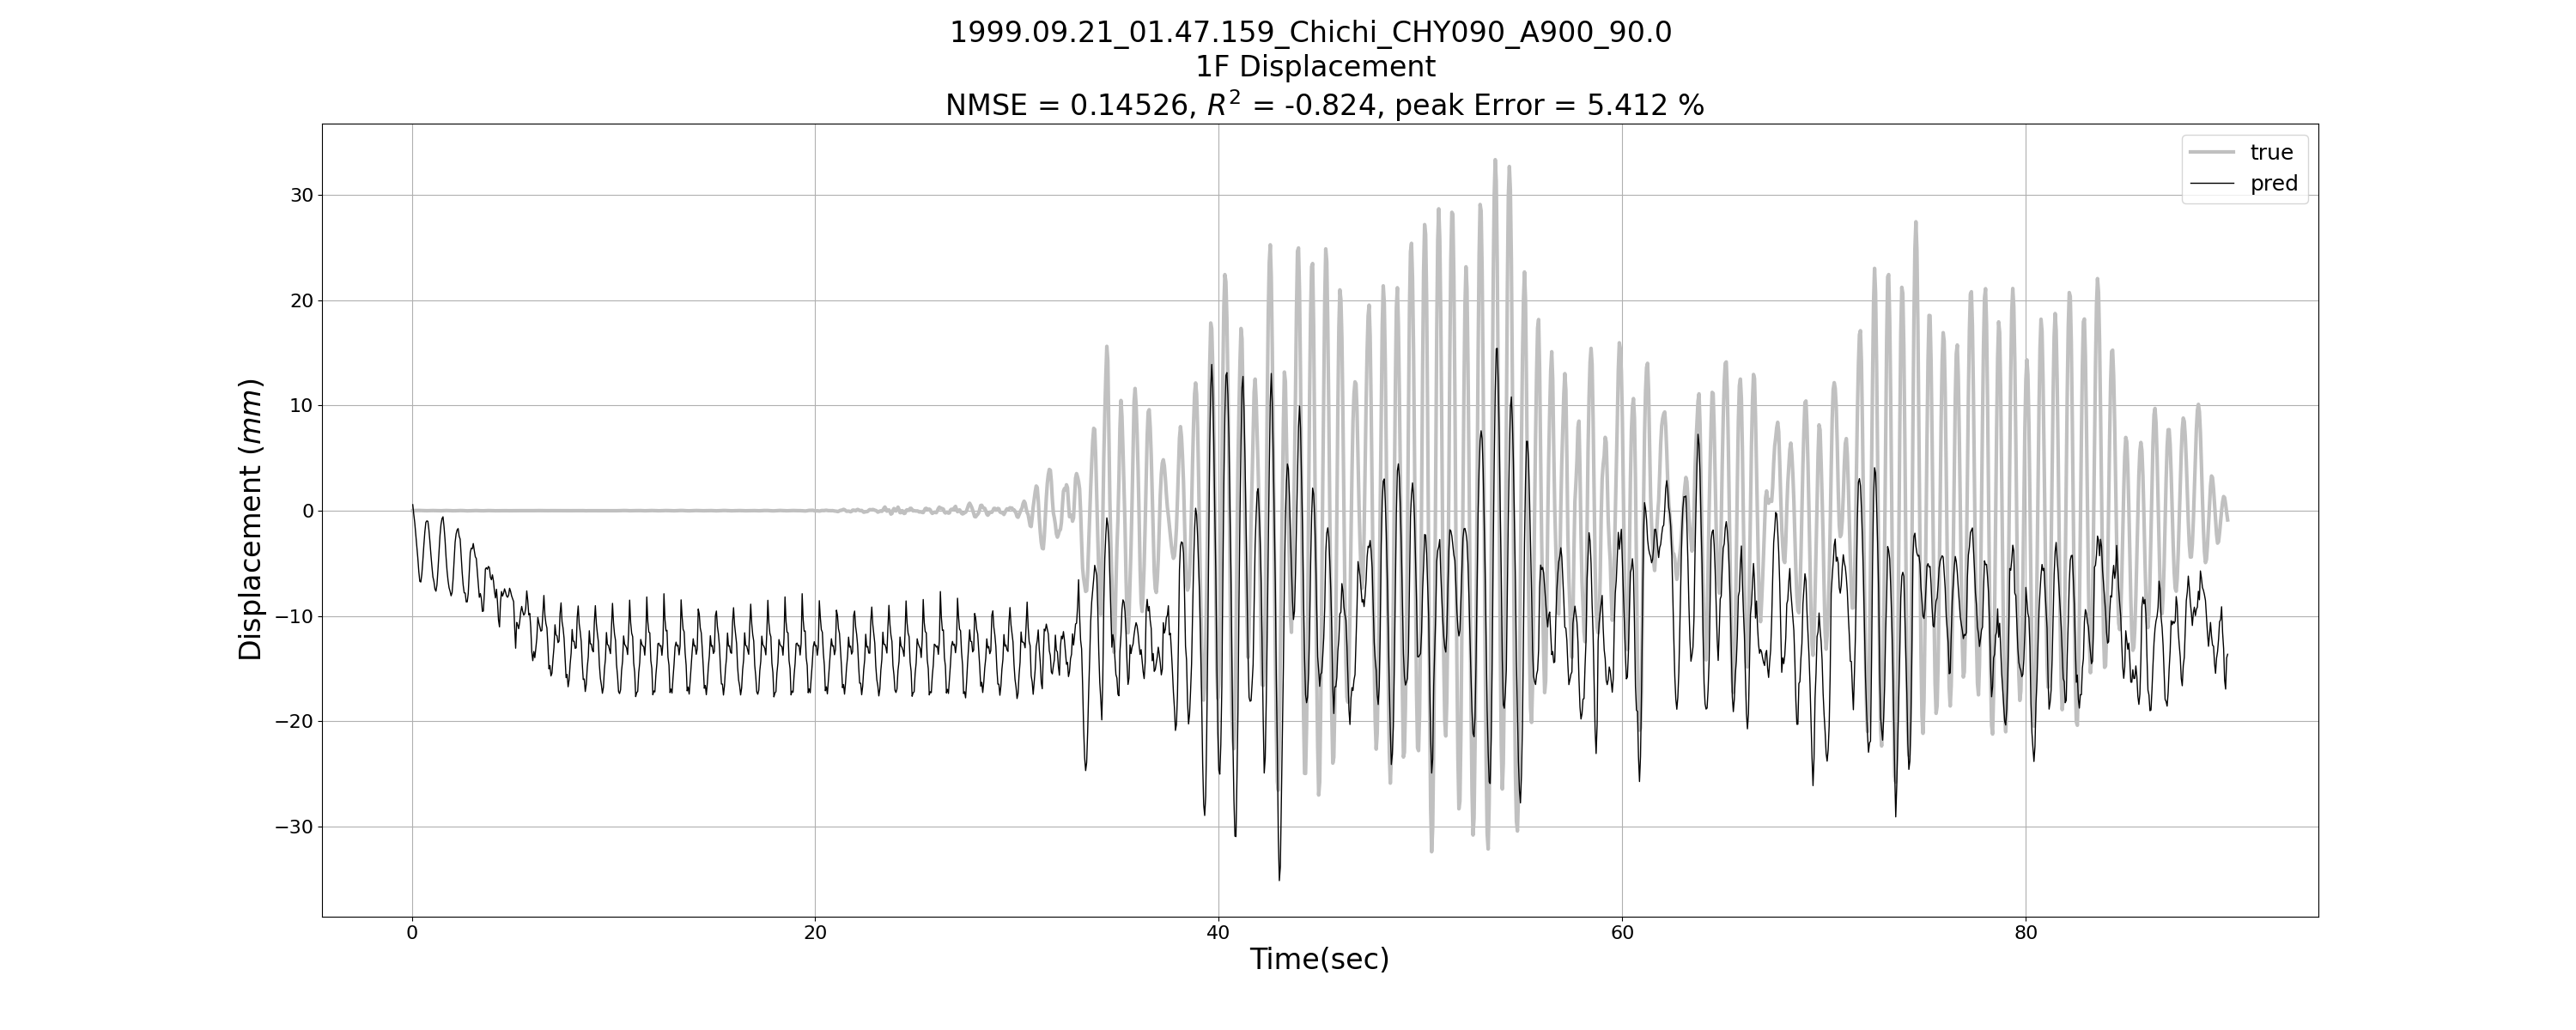 1999.09.21_01.47.159_Chichi_CHY090_A900_90.0
1F Displacement
NMSE = 0.14526, R² = -0.824, peak Error = 5.412 %
true
pred
Displacement (mm)
30
20
10
0
−10
−20
−30
0
20
40
60
80
Time(sec)